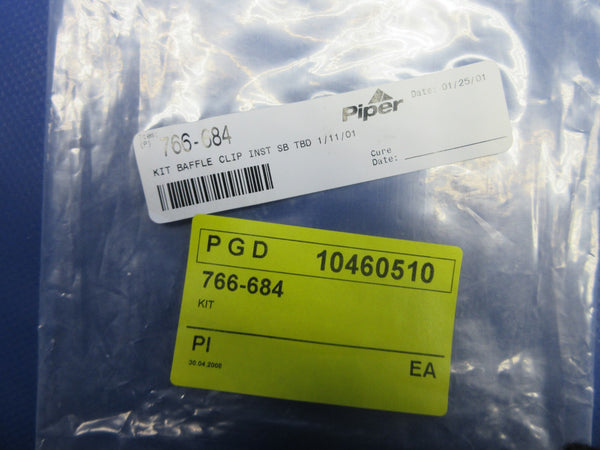 Item:
(P) 766-684
Piper
Date: 01/25/01
KIT BAFFLE CLIP INST SB TBD 1/11/01
Cure
Date:
P G D 10460510
766-684
KIT
PI
EA
30.04.2008